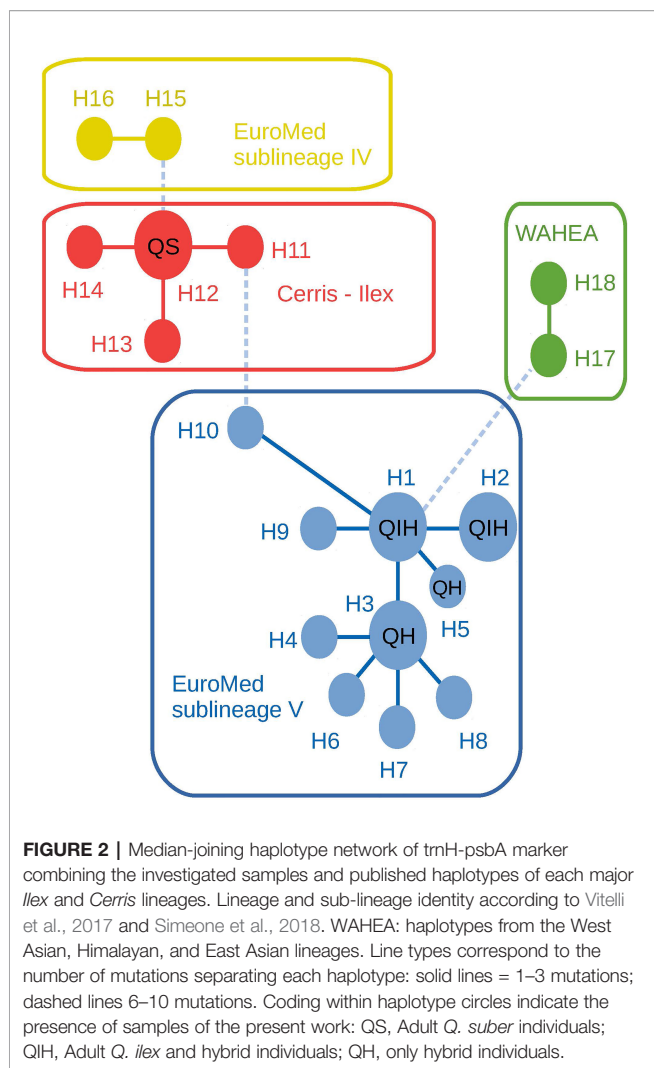 H16 H15
EuroMed
sublineage IV
QS
H11
H14
H12
Cerris - Ilex
H13
WAHEA
H18
H17
H10
H1 H2
H9
QIH
QIH
QH
H3
H5
H4
QH
EuroMed
sublineage V
H6
H8
H7
FIGURE 2 | Median-joining haplotype network of trnH-psbA marker
combining the investigated samples and published haplotypes of each major
Ilex and Cerris lineages. Lineage and sub-lineage identity according to Vitelli
et al., 2017 and Simeone et al., 2018. WAHEA: haplotypes from the West
Asian, Himalayan, and East Asian lineages. Line types correspond to the
number of mutations separating each haplotype: solid lines = 1–3 mutations;
dashed lines 6–10 mutations. Coding within haplotype circles indicate the
presence of samples of the present work: QS, Adult Q. suber individuals;
QIH, Adult Q. ilex and hybrid individuals; QH, only hybrid individuals.